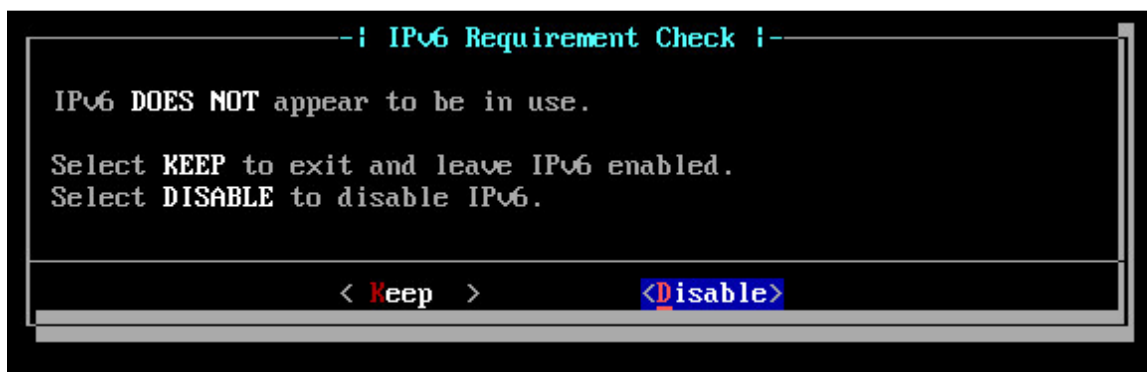 -| IPv6 Requirement Check |-
IPv6 DOES NOT appear to be in use.
Select KEEP to exit and leave IPv6 enabled.
Select DISABLE to disable IPv6.
< Keep > <Disable>